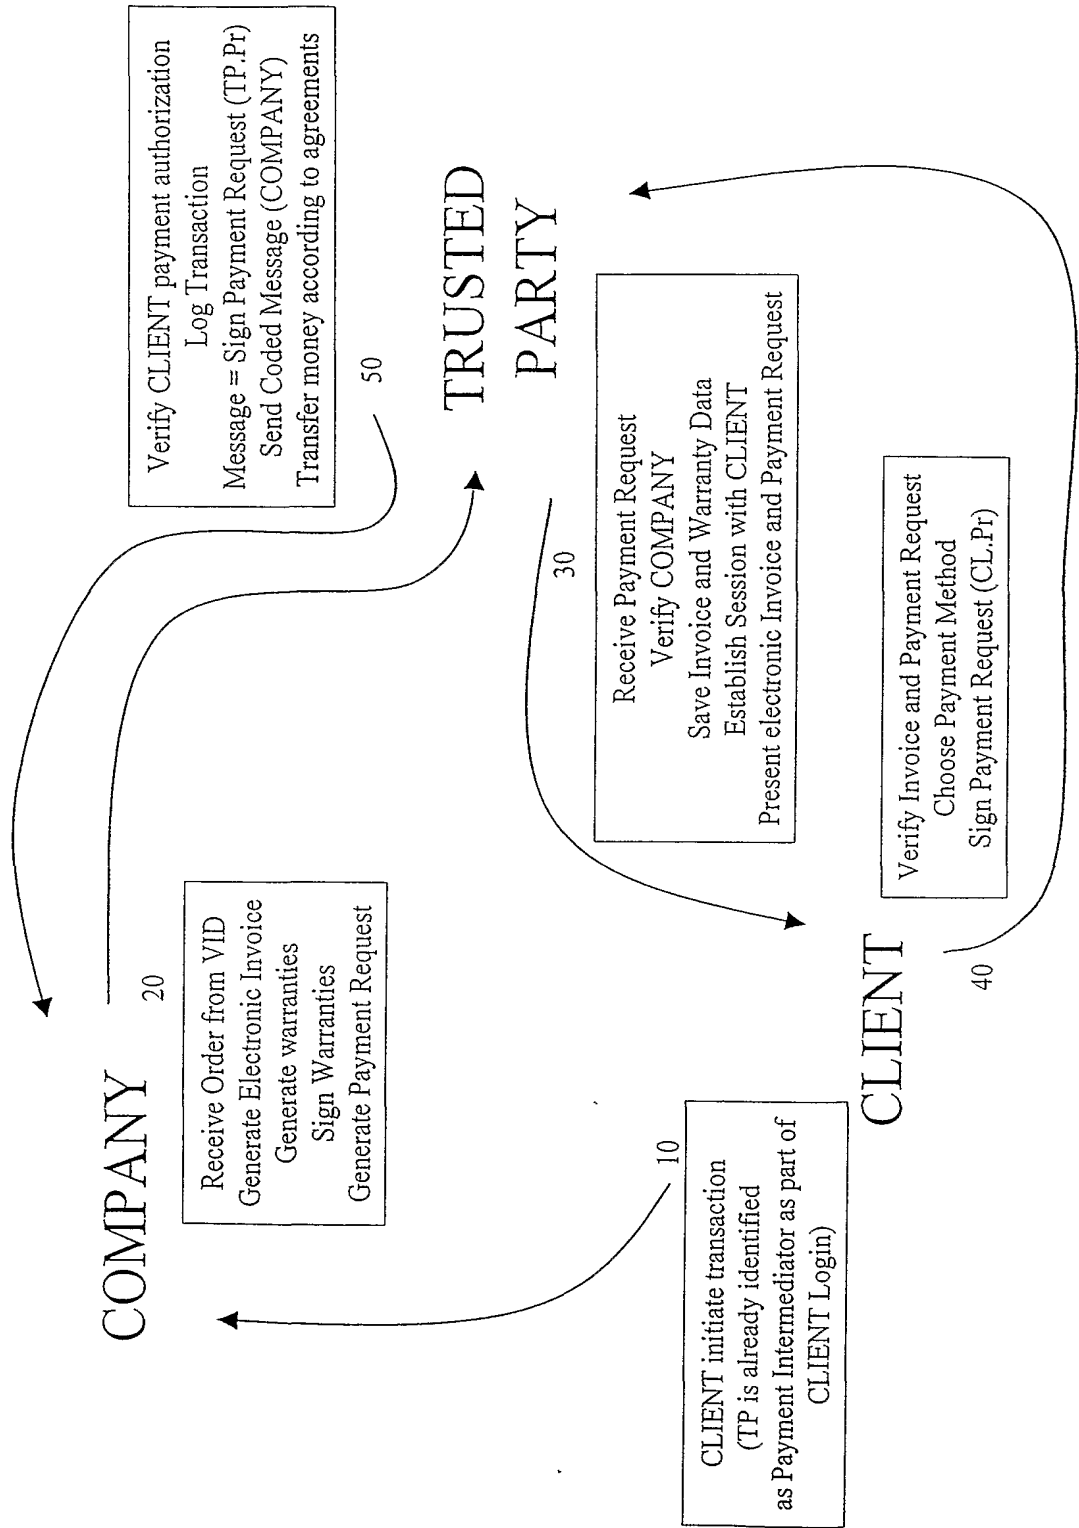 COMPANY
20
Receive Order from VID
Generate Electronic Invoice
Generate warranties
Sign Warranties
Generate Payment Request
Verify CLIENT payment authorization
Log Transaction
Message = Sign Payment Request (TP.Pr)
Send Coded Message (COMPANY)
Transfer money according to agreements
50
TRUSTED
PARTY
30
Receive Payment Request
Verify COMPANY
Save Invoice and Warranty Data
Establish Session with CLIENT
Present electronic Invoice and Payment Request
10
CLIENT initiate transaction
(TP is already identified
as Payment Intermediator as part of
CLIENT Login)
CLIENT
40
Verify Invoice and Payment Request
Choose Payment Method
Sign Payment Request (CL.Pr)